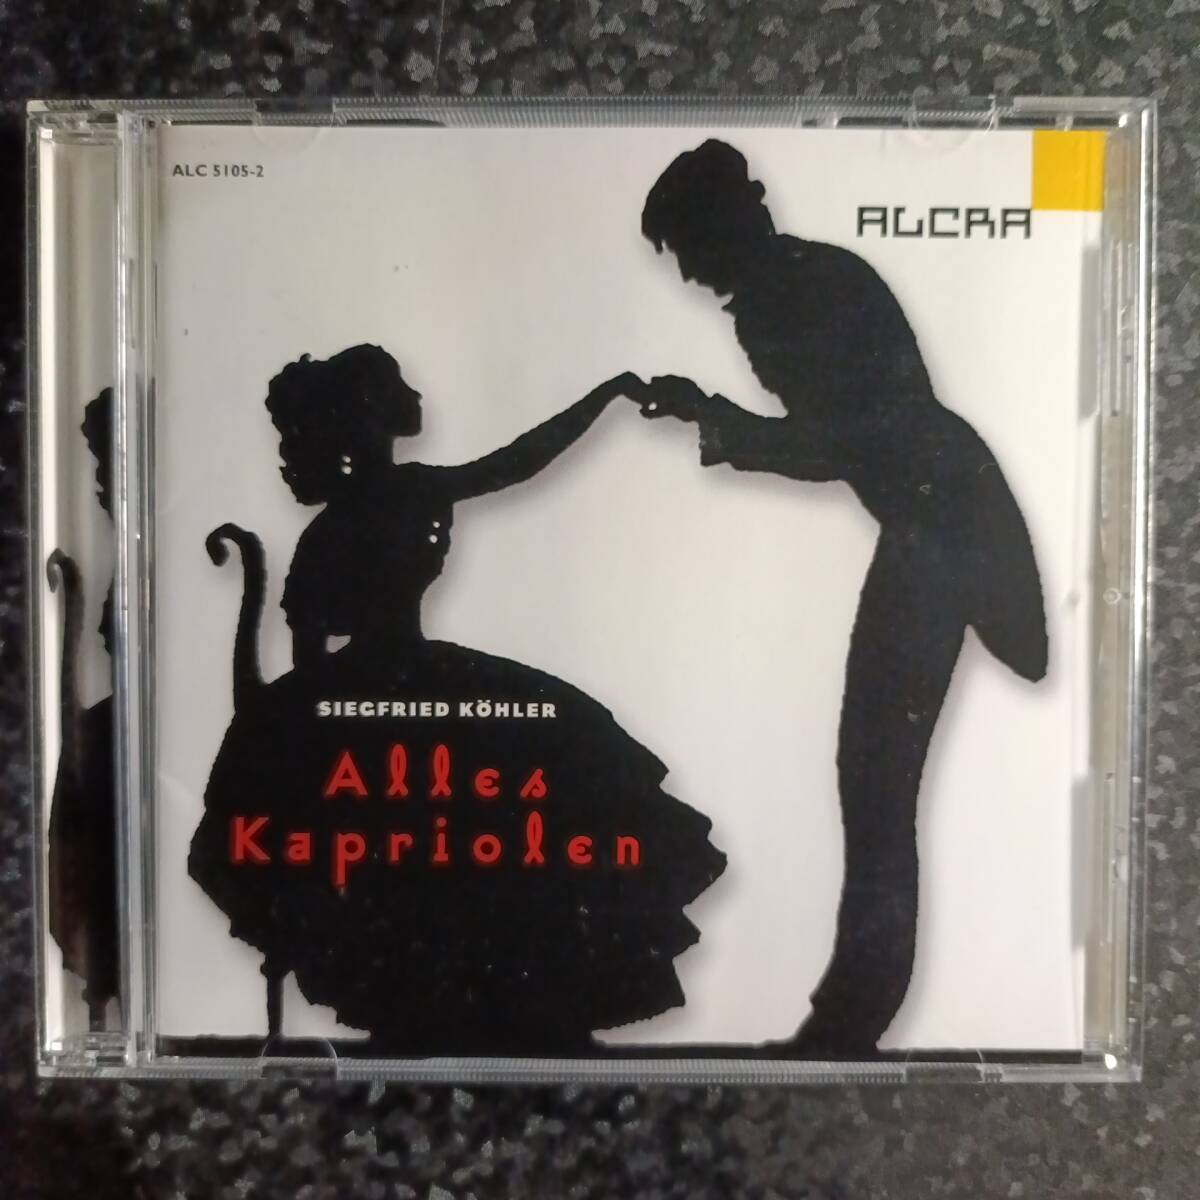 ALC 5105-2
ALCRA
SIEGFRIED KÖHLER
Alles
Kapriolen